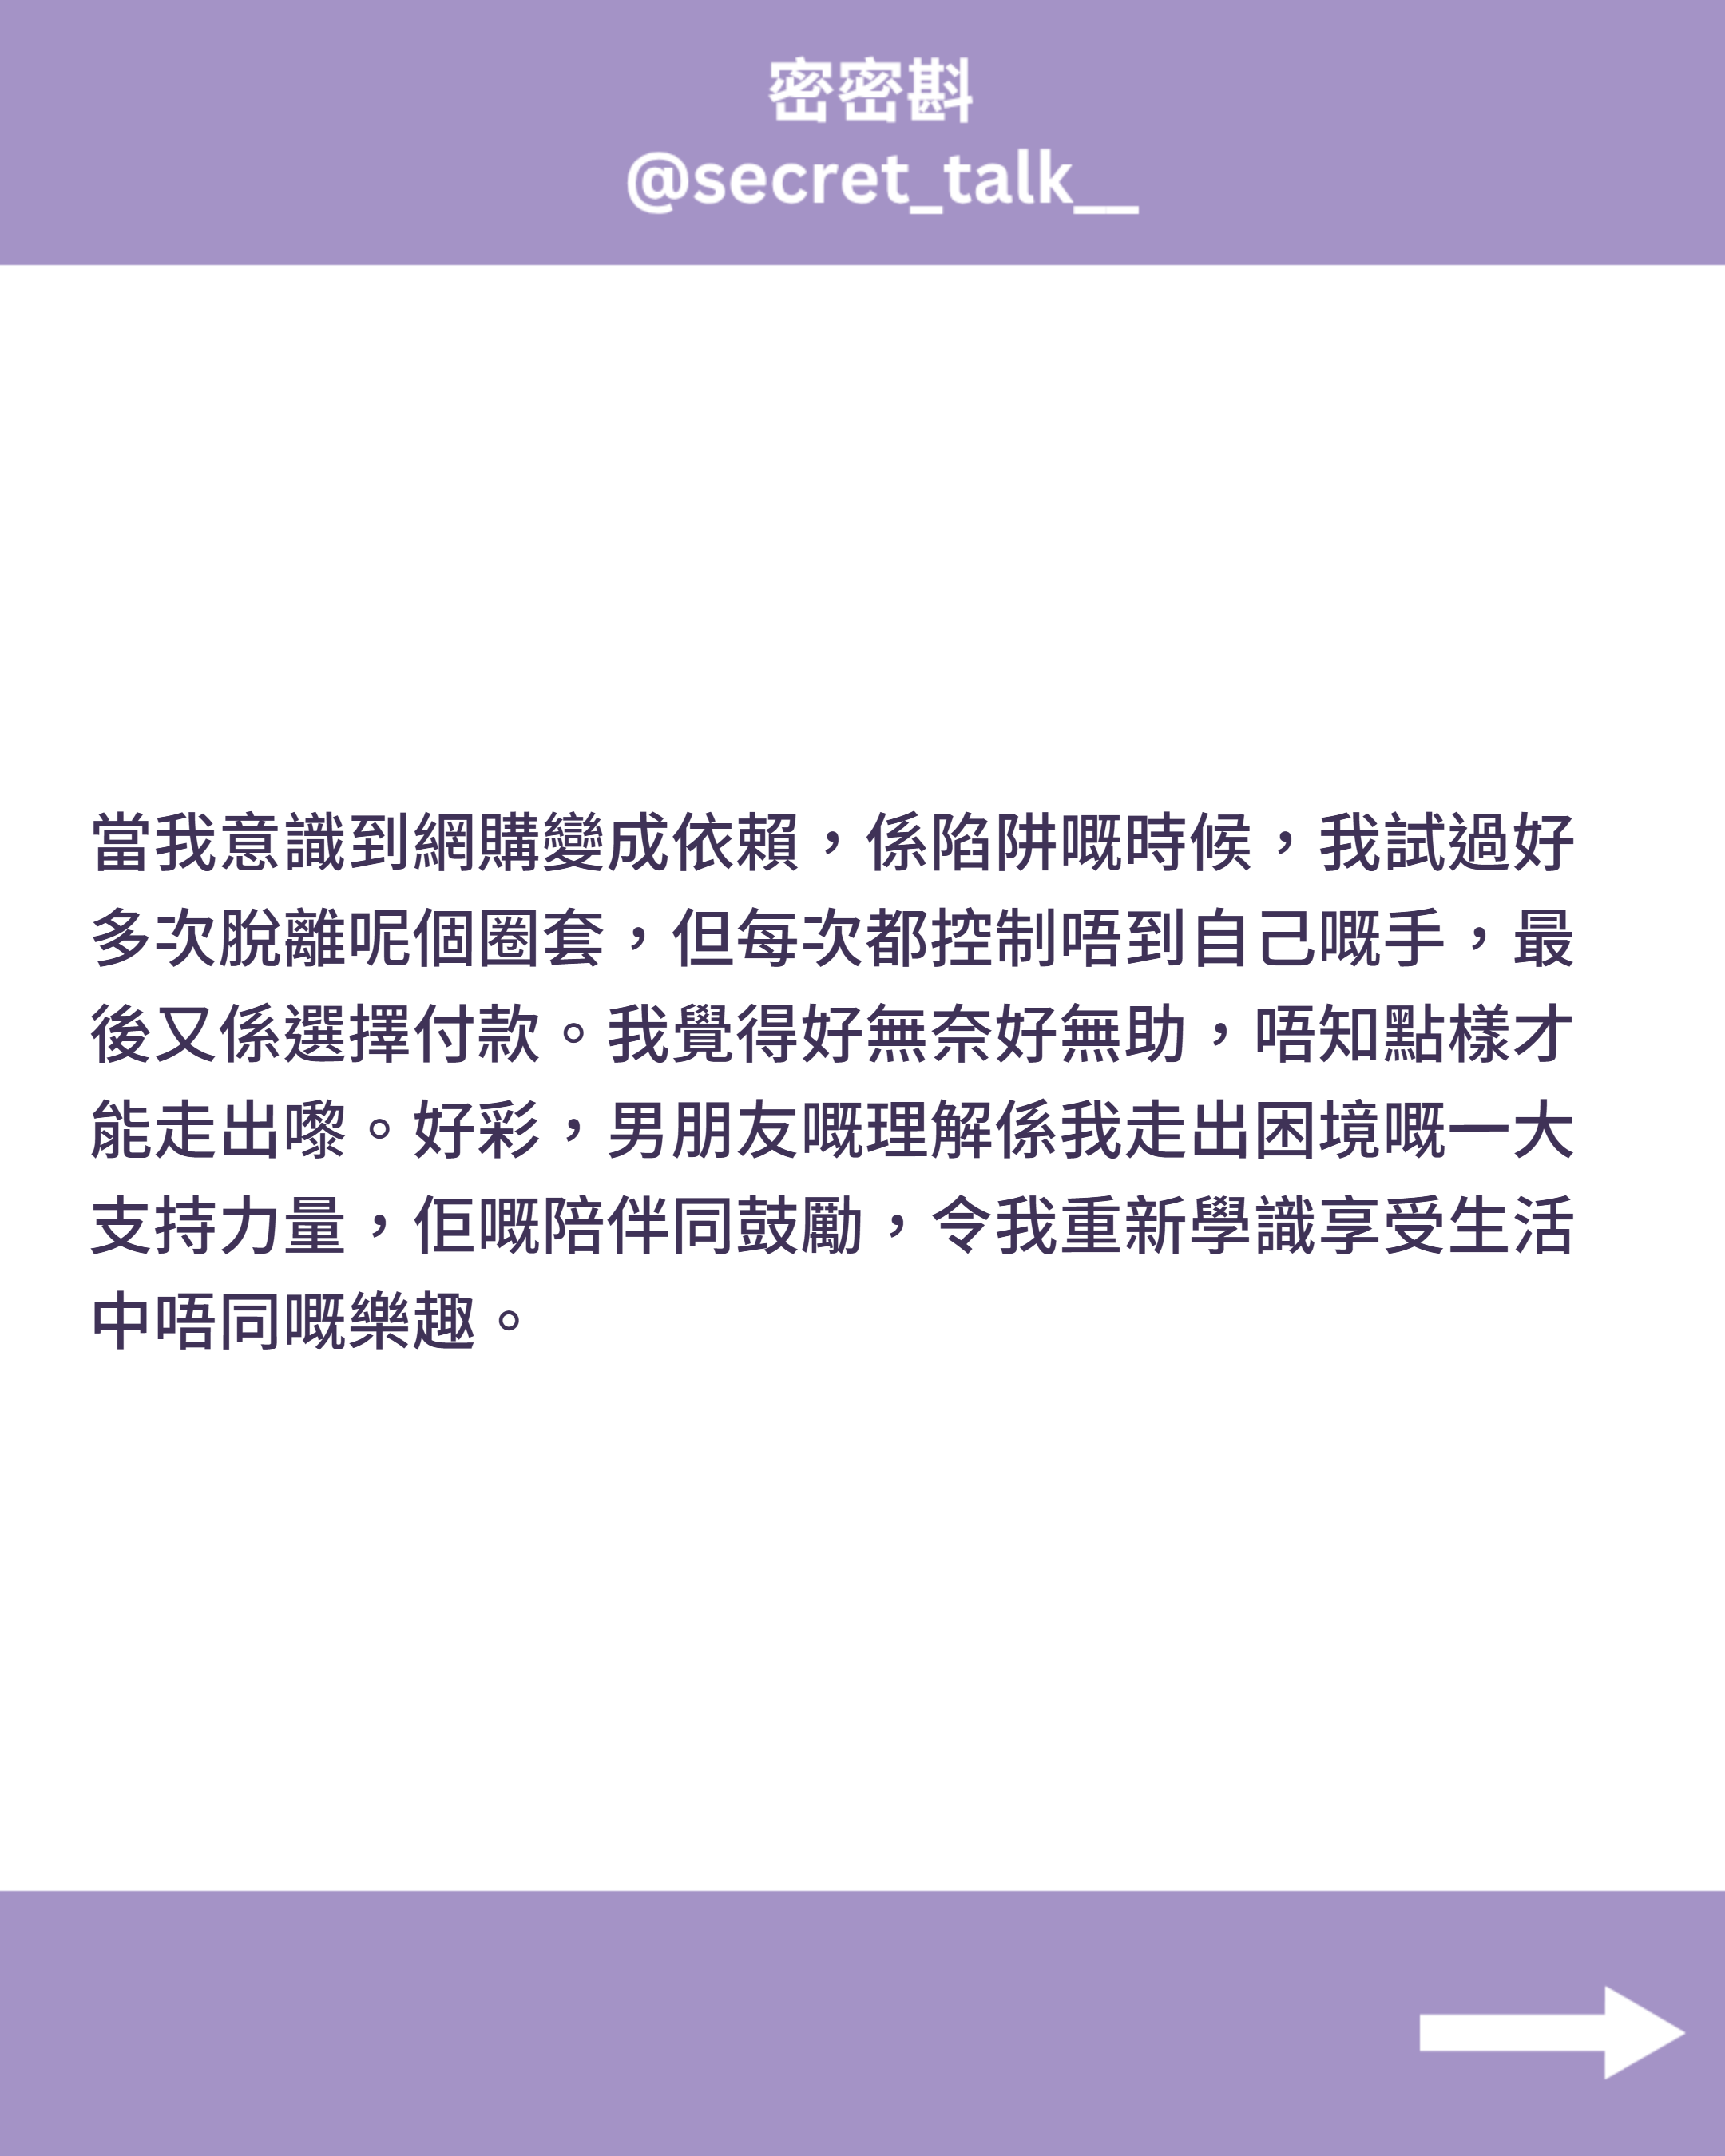 密密斟
@secret_talk__
當我意識到網購變成依賴，係陷阱嘅時候，我試過好
多次脫離呢個圈套，但每次都控制唔到自己嘅手，最
後又係選擇付款。我覺得好無奈好無助，唔知點樣才
能走出嚟。好彩，男朋友嘅理解係我走出困境嘅一大
支持力量，佢嘅陪伴同鼓勵，令我重新學識享受生活
中唔同嘅樂趣。